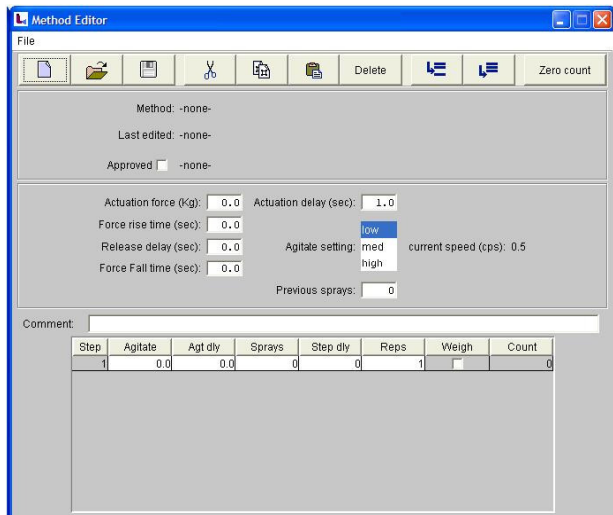 Method Editor
File
Delete Zero count
Method: -none-
Last edited: -none-
Approved -none-
Actuation force (Kg): 0.0 Actuation delay (sec): 1.0
Force rise time (sec): 0.0
Release delay (sec): 0.0
Force Fall time (sec): 0.0
low
Agitate setting: med current speed (cps): 0.5
high
Previous sprays: 0
Comment:
Step Agitate Agt dly Sprays Step dly Reps Weigh Count
1 0.0 0.0 0 0 1 0